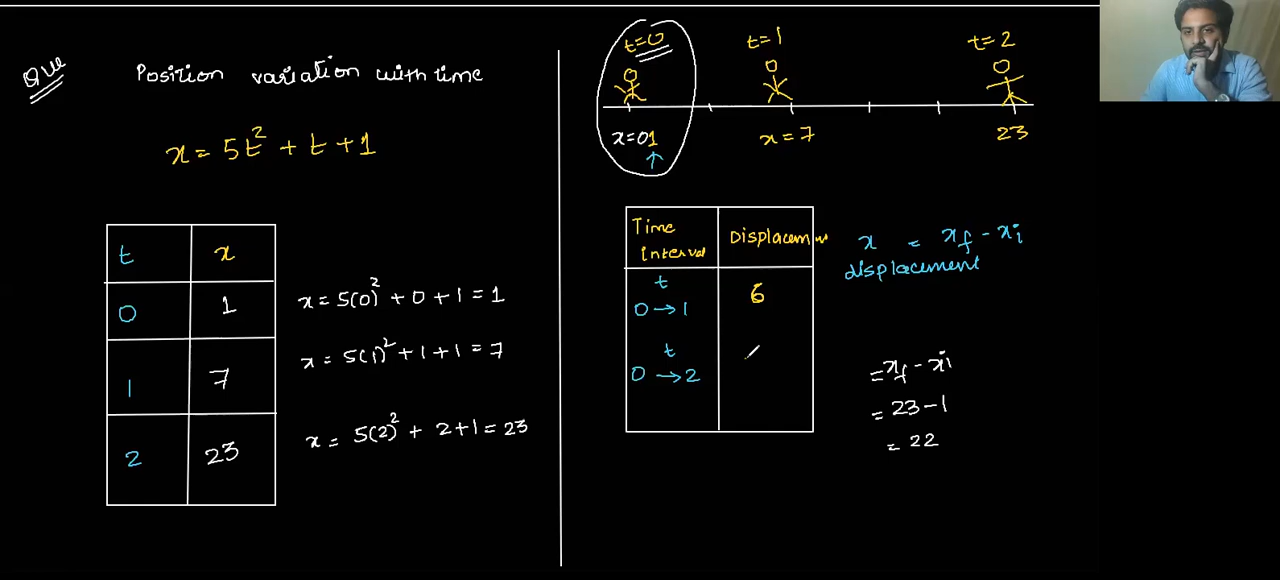 Que
Position variation with time
x = 5t² + t + 1
t x
0 1
1 7
2 23
x = 5(0)² + 0 + 1 = 1
x = 5(1)² + 1 + 1 = 7
x = 5(2)² + 2 + 1 = 23
t=0 t=1 t=2
x=01 x=7 23
↑
Time Interval
Displacement
t
0→1 6
t
0→2
x = xf - xi
displacement
= xf - xi
= 23 - 1
= 22